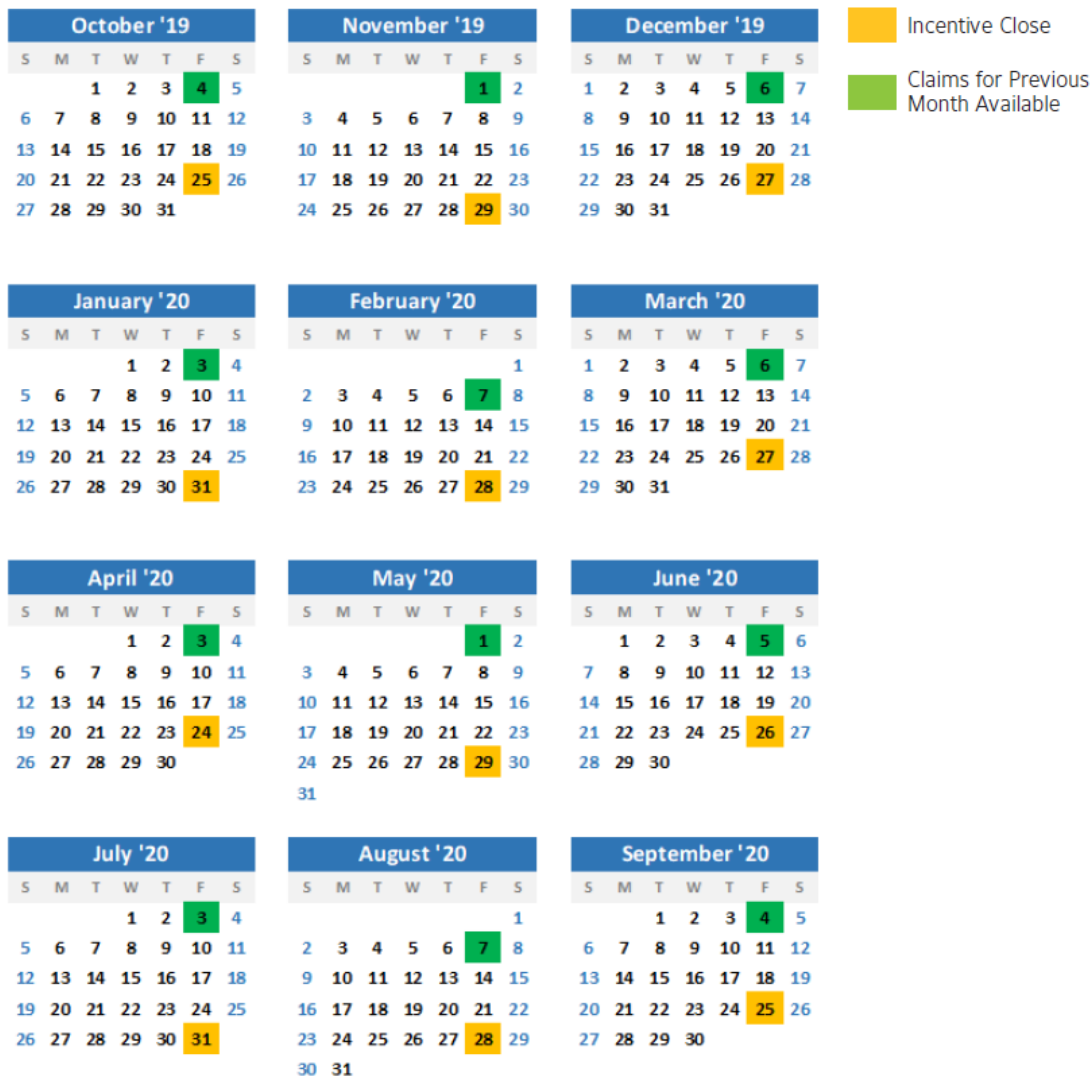 October '19
S M T W T F S
1 2 3 4 5
6 7 8 9 10 11 12
13 14 15 16 17 18 19
20 21 22 23 24 25 26
27 28 29 30 31
November '19
S M T W T F S
1 2
3 4 5 6 7 8 9
10 11 12 13 14 15 16
17 18 19 20 21 22 23
24 25 26 27 28 29 30
December '19
S M T W T F S
1 2 3 4 5 6 7
8 9 10 11 12 13 14
15 16 17 18 19 20 21
22 23 24 25 26 27 28
29 30 31
Incentive Close
Claims for Previous
Month Available
January '20
S M T W T F S
1 2 3 4
5 6 7 8 9 10 11
12 13 14 15 16 17 18
19 20 21 22 23 24 25
26 27 28 29 30 31
February '20
S M T W T F S
1
2 3 4 5 6 7 8
9 10 11 12 13 14 15
16 17 18 19 20 21 22
23 24 25 26 27 28 29
March '20
S M T W T F S
1 2 3 4 5 6 7
8 9 10 11 12 13 14
15 16 17 18 19 20 21
22 23 24 25 26 27 28
29 30 31
April '20
S M T W T F S
1 2 3 4
5 6 7 8 9 10 11
12 13 14 15 16 17 18
19 20 21 22 23 24 25
26 27 28 29 30
May '20
S M T W T F S
1 2
3 4 5 6 7 8 9
10 11 12 13 14 15 16
17 18 19 20 21 22 23
24 25 26 27 28 29 30
31
June '20
S M T W T F S
1 2 3 4 5 6
7 8 9 10 11 12 13
14 15 16 17 18 19 20
21 22 23 24 25 26 27
28 29 30
July '20
S M T W T F S
1 2 3 4
5 6 7 8 9 10 11
12 13 14 15 16 17 18
19 20 21 22 23 24 25
26 27 28 29 30 31
August '20
S M T W T F S
1
2 3 4 5 6 7 8
9 10 11 12 13 14 15
16 17 18 19 20 21 22
23 24 25 26 27 28 29
30 31
September '20
S M T W T F S
1 2 3 4 5
6 7 8 9 10 11 12
13 14 15 16 17 18 19
20 21 22 23 24 25 26
27 28 29 30